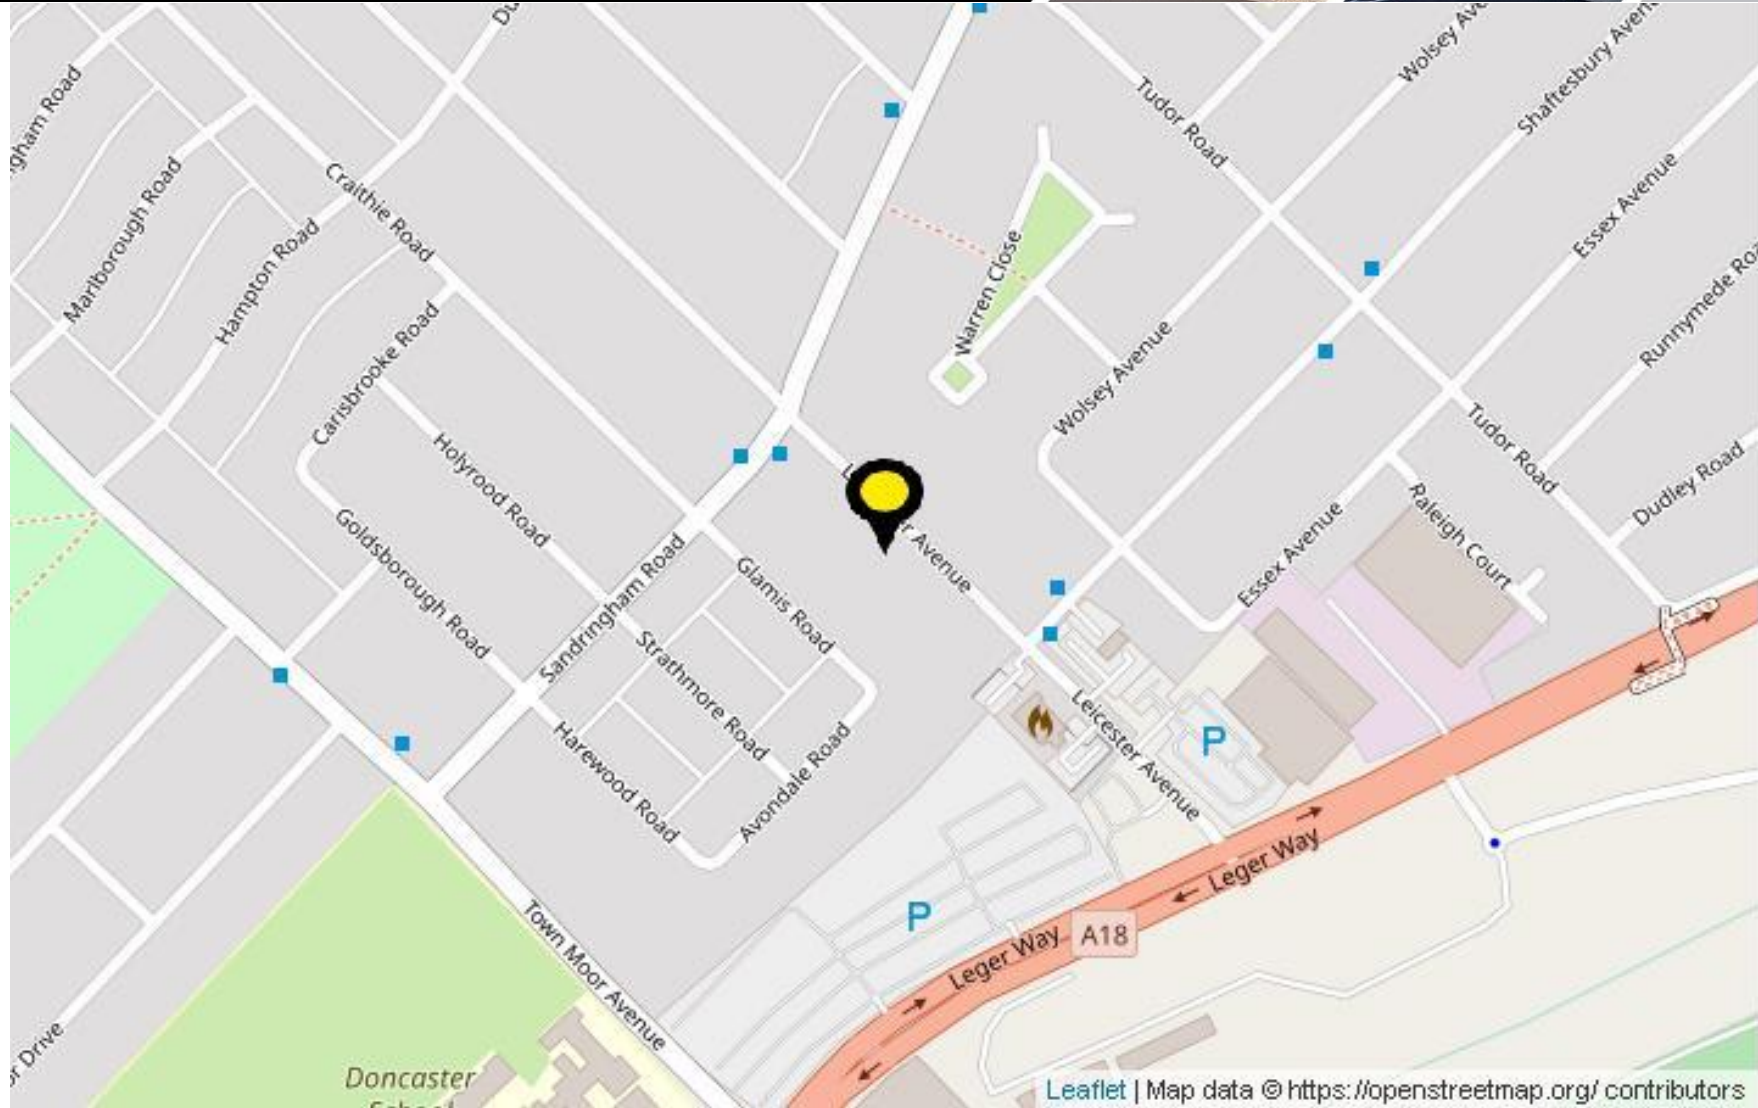 Wolsey
Shaftesbury
Tudor Road
Road
Craithie Road
Marlborough Road
Hampton Road
Essex Avenue
Warren Close
Runnymede
Carisbrooke Road
Wolsey Avenue
Holyrood Road
Tudor Road
Dudley Road
Raleigh Court
Goldsborough Road
Avenue
Essex Avenue
Sandringham Road
Glamis Road
Strathmore Road
Leicester Avenue
P
Harewood Road
Avondale Road
Leger Way
P
Town Moor Avenue
Leger Way
A18
Drive
Doncaster
School
Leaflet | Map data © https://openstreetmap.org/ contributors